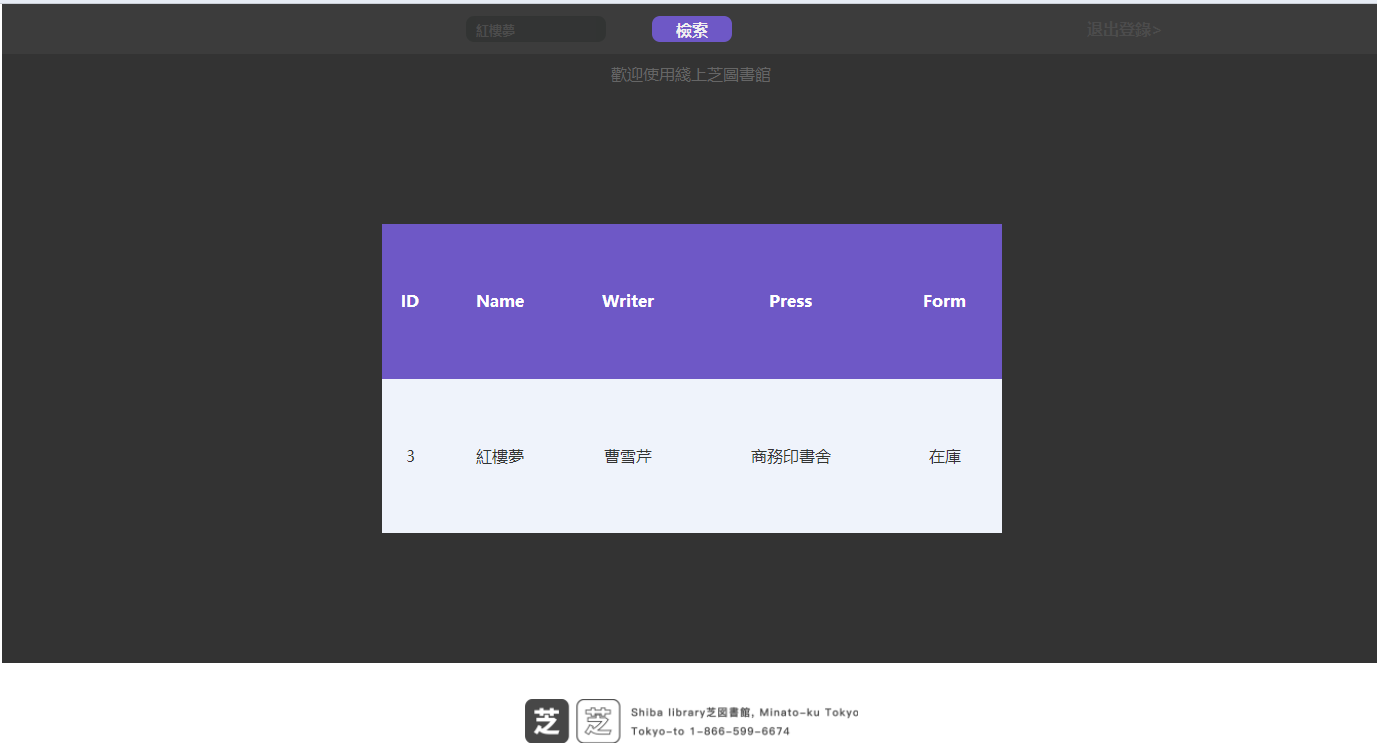 紅樓夢 檢索 退出登錄>
歡迎使用綫上芝圖書館
ID Name Writer Press Form
3 紅樓夢 曹雪芹 商務印書舍 在庫
芝 芝 Shiba library芝図書館, Minato-ku Tokyo
Tokyo-to 1-866-599-6674